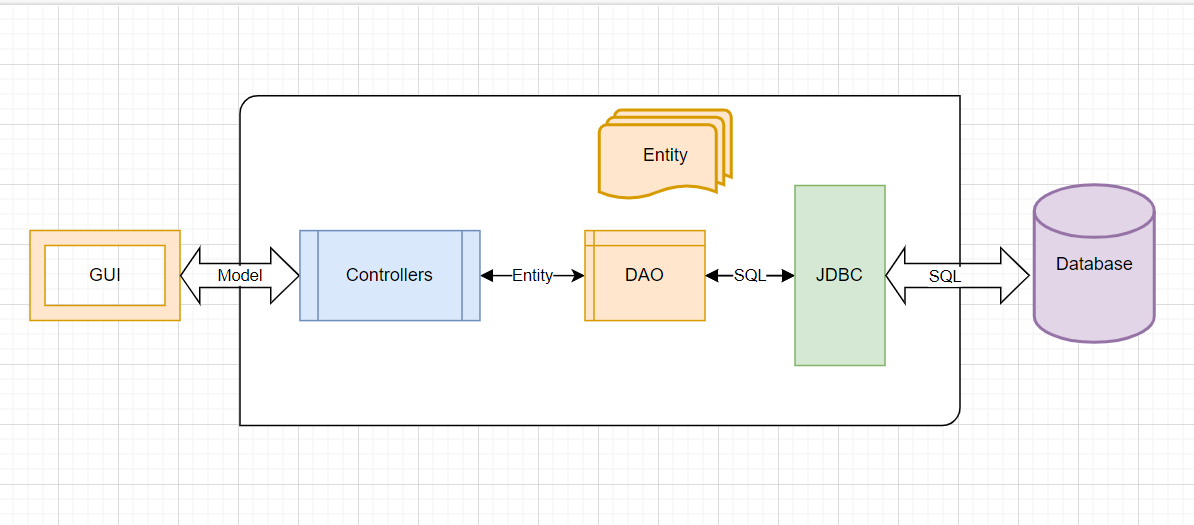 Entity
GUI
Model
Controllers
Entity
DAO
SQL
JDBC
SQL
Database